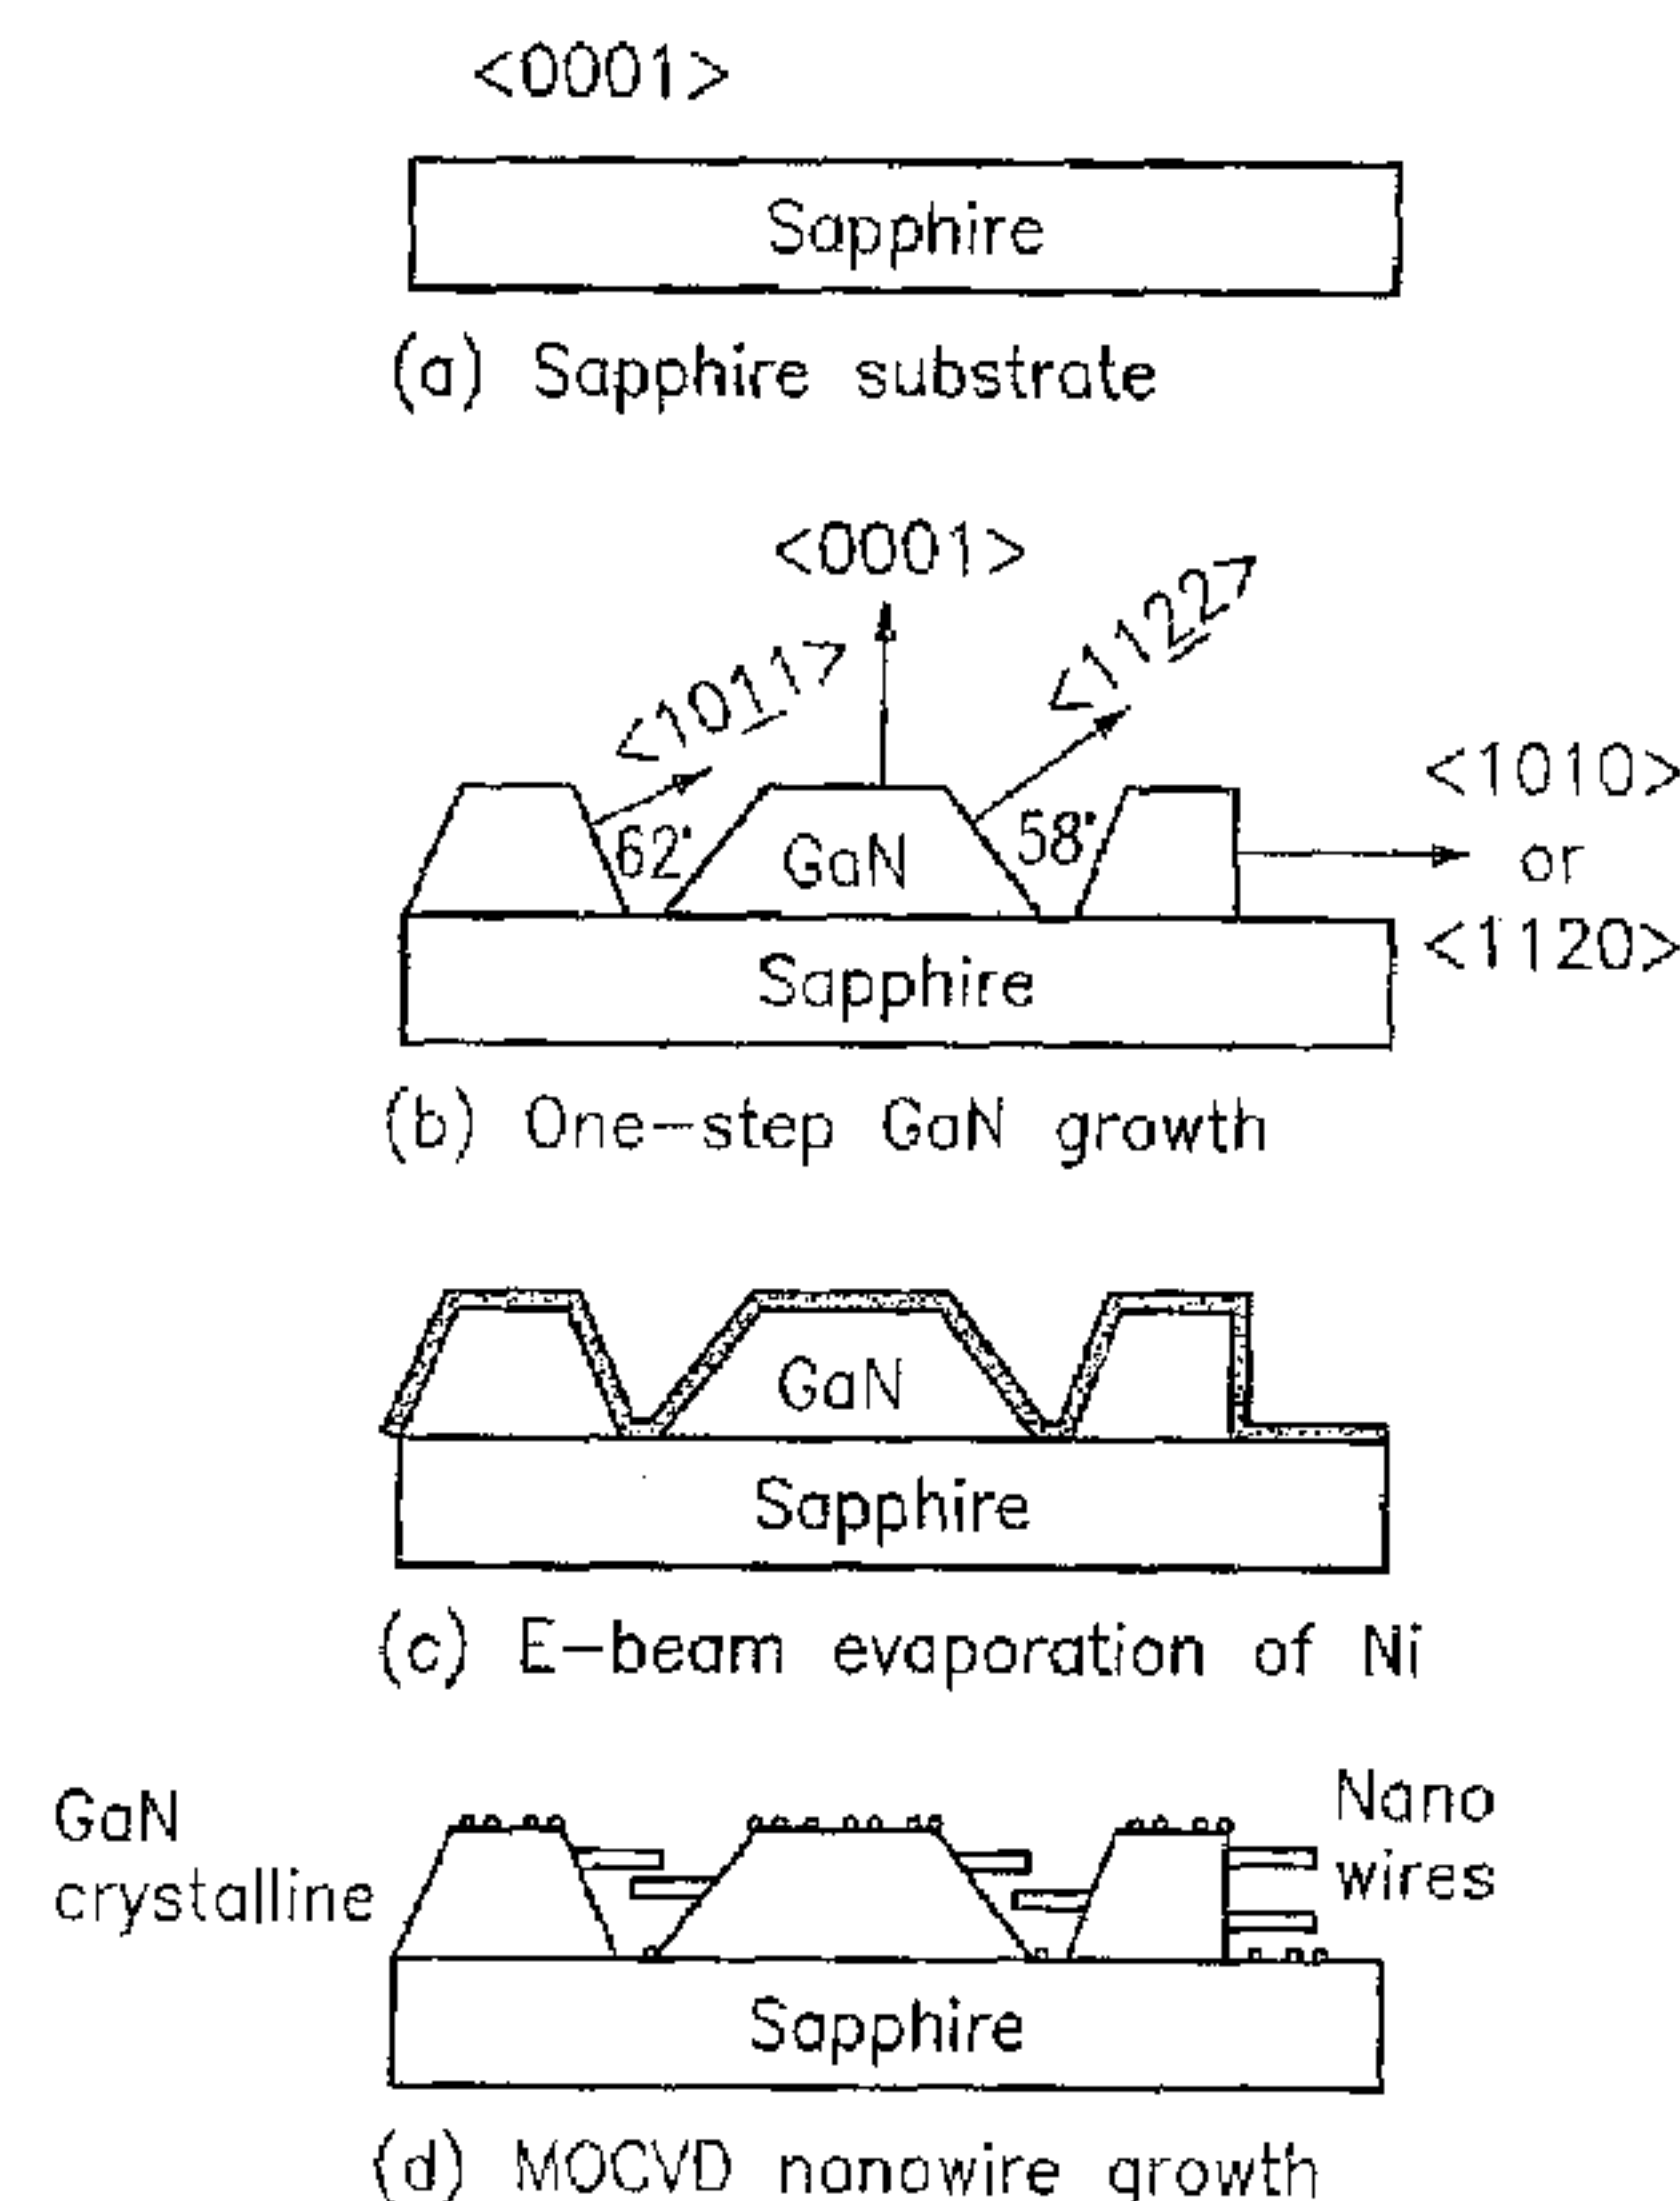 <0001>
Sapphire
(a) Sapphire substrate
<0001>
<1011>
<1122>
<1010>
or
<1120>
62°
GaN
58°
Sapphire
(b) One-step GaN growth
GaN
Sapphire
(c) E-beam evaporation of Ni
GaN
crystalline
Nano
wires
Sapphire
(d) MOCVD nanowire growth